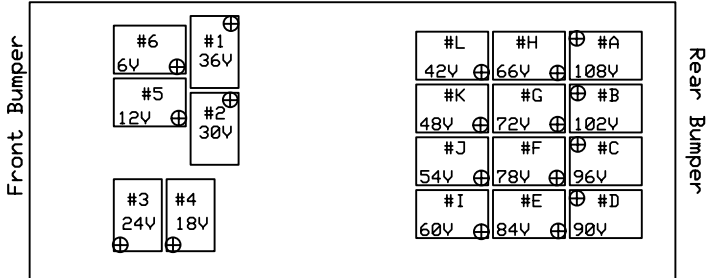 Front Bumper
#6
6V
#1
36V
#5
12V
#2
30V
#3
24V
#4
18V
#L
42V
#H
66V
#A
108V
#K
48V
#G
72V
#B
102V
#J
54V
#F
78V
#C
96V
#I
60V
#E
84V
#D
90V
Rear Bumper